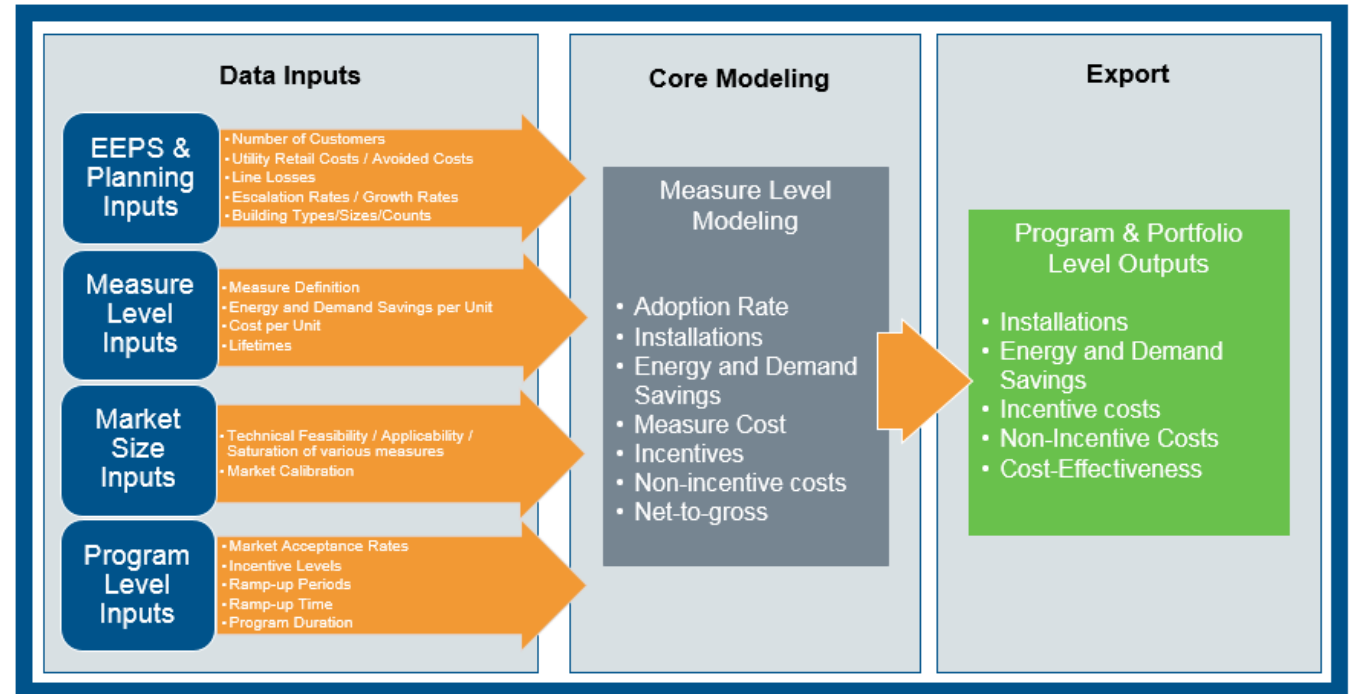 Data Inputs
EEPS &
Planning
Inputs
• Number of Customers
• Utility Retail Costs / Avoided Costs
• Line Losses
• Escalation Rates / Growth Rates
• Building Types/Sizes/Counts
Measure
Level
Inputs
• Measure Definition
• Energy and Demand Savings per Unit
• Cost per Unit
• Lifetimes
Market
Size
Inputs
• Technical Feasibility / Applicability /
Saturation of various measures
• Market Calibration
Program
Level
Inputs
• Market Acceptance Rates
• Incentive Levels
• Ramp-up Periods
• Ramp-up Time
• Program Duration
Core Modeling
Measure Level
Modeling
• Adoption Rate
• Installations
• Energy and Demand
Savings
• Measure Cost
• Incentives
• Non-incentive costs
• Net-to-gross
Export
Program & Portfolio
Level Outputs
• Installations
• Energy and Demand
Savings
• Incentive costs
• Non-Incentive Costs
• Cost-Effectiveness